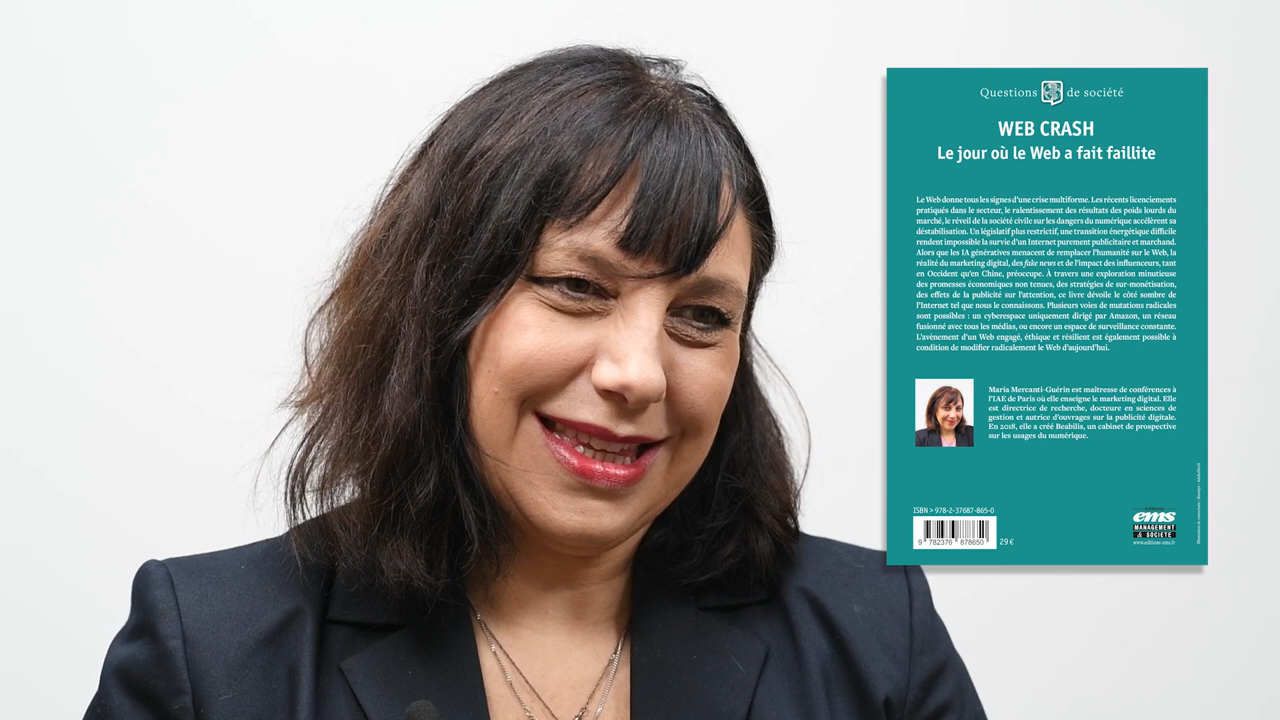 Questions de société
WEB CRASH
Le jour où le Web a fait faillite
Le Web donne tous les signes d'une crise multiforme. Les récents licenciements
pratiqués dans le secteur, le ralentissement des résultats des poids lourds du
marché, le réveil de la société civile sur les dangers du numérique accélèrent sa
déstabilisation. Un législatif plus restrictif, une transition énergétique difficile
rendent impossible la survie d'un Internet purement publicitaire et marchand.
Alors que les IA génératives menacent de remplacer l'humanité sur le Web, la
réalité du marketing digital, des fake news et de l'impact des influenceurs, tant
en Occident qu'en Chine, préoccupe. À travers une exploration minutieuse
des promesses économiques non tenues, des stratégies de sur-monétisation,
des effets de la publicité sur l'attention, ce livre dévoile le côté sombre de
l'Internet tel que nous le connaissons. Plusieurs voies de mutations radicales
sont possibles : un cyberespace uniquement dirigé par Amazon, un réseau
fusionné avec tous les médias, ou encore un espace de surveillance constante.
L'avènement d'un Web engagé, éthique et résilient est également possible à
condition de modifier radicalement le Web d'aujourd'hui.
Maria Mercanti-Guérin est maîtresse de conférences à
l'IAE de Paris où elle enseigne le marketing digital. Elle
est directrice de recherche, docteure en sciences de
gestion et autrice d'ouvrages sur la publicité digitale.
En 2018, elle a créé Beabilis, un cabinet de prospective
sur les usages du numérique.
ISBN > 978-2-37687-865-0
9 782376 878650
29 €
éditions
ems
MANAGEMENT
& SOCIÉTÉ
www.editions-ems.fr